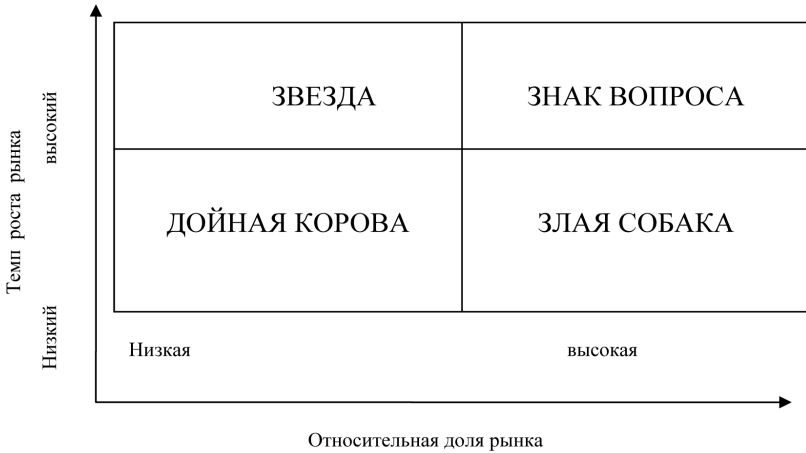 Темп роста рынка
высокий
Низкий
ЗВЕЗДА
ЗНАК ВОПРОСА
ДОЙНАЯ КОРОВА
ЗЛАЯ СОБАКА
Низкая
высокая
Относительная доля рынка